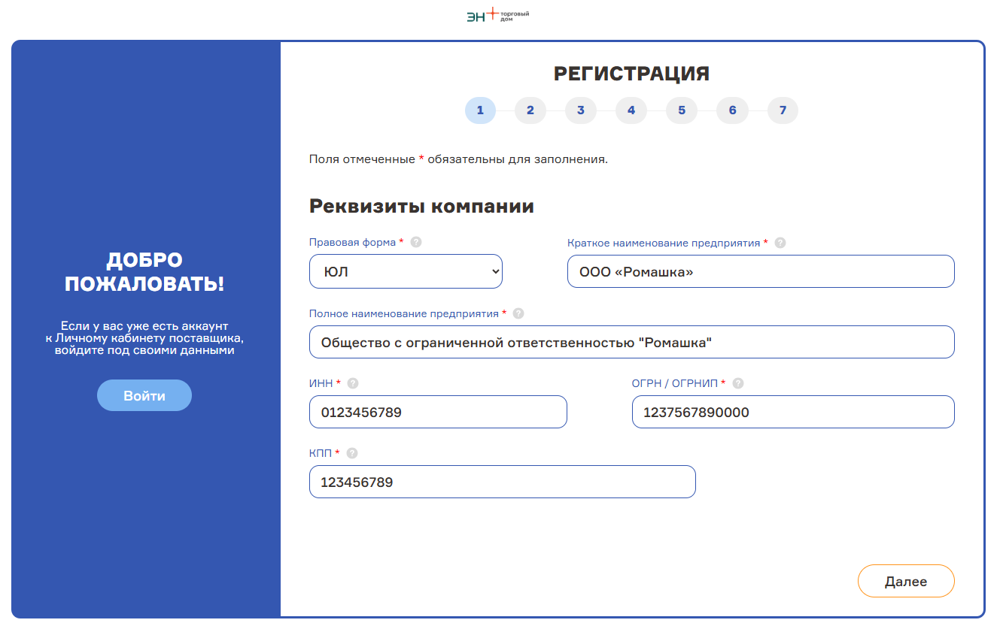 ЭН+ торговый
дом
РЕГИСТРАЦИЯ
1 2 3 4 5 6 7
Поля отмеченные * обязательны для заполнения.
Реквизиты компании
Правовая форма * ?
Краткое наименование предприятия * ?
ЮЛ
ООО «Ромашка»
ДОБРО
ПОЖАЛОВАТЬ!
Полное наименование предприятия * ?
Общество с ограниченной ответственностью "Ромашка"
Если у вас уже есть аккаунт
к Личному кабинету поставщика,
войдите под своими данными
Войти
ИНН * ?
ОГРН / ОГРНИП * ?
0123456789
1237567890000
КПП * ?
123456789
Далее